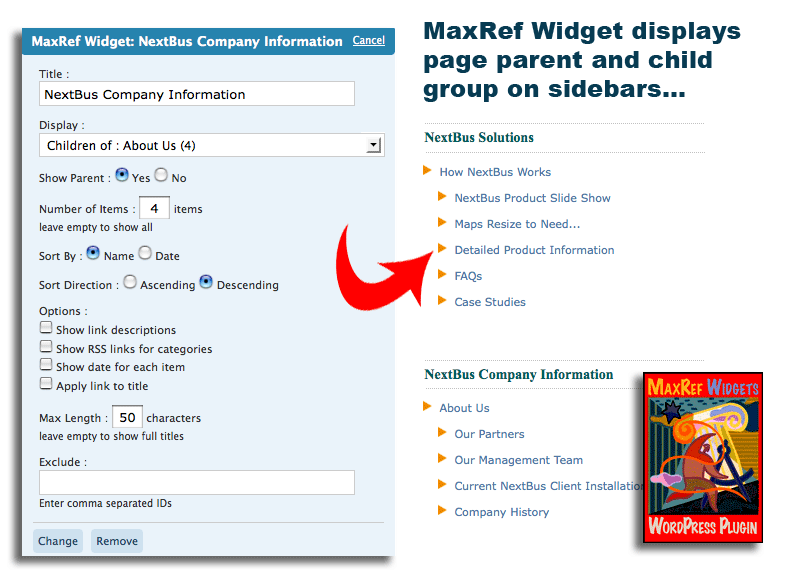 MaxRef Widget: NextBus Company Information Cancel
Title :
NextBus Company Information
Display :
Children of : About Us (4)
Show Parent : Yes No
Number of Items : 4 items
leave empty to show all
Sort By : Name Date
Sort Direction : Ascending Descending
Options :
Show link descriptions
Show RSS links for categories
Show date for each item
Apply link to title
Max Length : 50 characters
leave empty to show full titles
Exclude :
Enter comma separated IDs
Change Remove
MaxRef Widget displays
page parent and child
group on sidebars...
NextBus Solutions
How NextBus Works
NextBus Product Slide Show
Maps Resize to Need...
Detailed Product Information
FAQs
Case Studies
NextBus Company Information
About Us
Our Partners
Our Management Team
Current NextBus Client Installation
Company History
MaxRef Widgets
WordPress Plugin